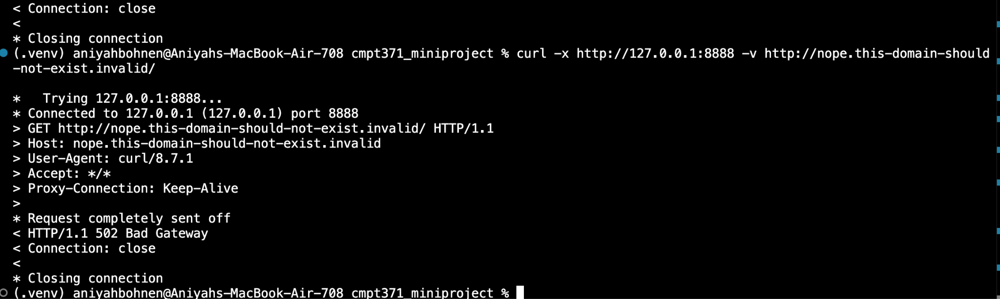 < Connection: close
<
* Closing connection
(.venv) aniyahbohnen@Aniyahs-MacBook-Air-708 cmpt371_miniproject % curl -x http://127.0.0.1:8888 -v http://nope.this-domain-should
-not-exist.invalid/
*   Trying 127.0.0.1:8888...
* Connected to 127.0.0.1 (127.0.0.1) port 8888
> GET http://nope.this-domain-should-not-exist.invalid/ HTTP/1.1
> Host: nope.this-domain-should-not-exist.invalid
> User-Agent: curl/8.7.1
> Accept: */*
> Proxy-Connection: Keep-Alive
>
* Request completely sent off
< HTTP/1.1 502 Bad Gateway
< Connection: close
<
* Closing connection
(.venv) aniyahbohnen@Aniyahs-MacBook-Air-708 cmpt371_miniproject %